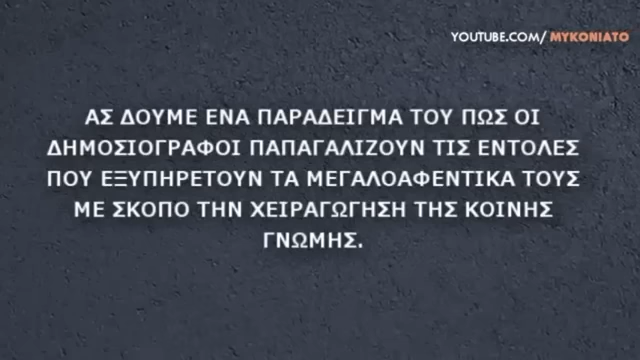 YOUTUBE.COM/ MYKONIATO
ΑΣ ΔΟΥΜΕ ΕΝΑ ΠΑΡΑΔΕΙΓΜΑ ΤΟΥ ΠΩΣ ΟΙ
ΔΗΜΟΣΙΟΓΡΑΦΟΙ ΠΑΠΑΓΑΛΙΖΟΥΝ ΤΙΣ ΕΝΤΟΛΕΣ
ΠΟΥ ΕΞΥΠΗΡΕΤΟΥΝ ΤΑ ΜΕΓΑΛΟΑΦΕΝΤΙΚΑ ΤΟΥΣ
ΜΕ ΣΚΟΠΟ ΤΗΝ ΧΕΙΡΑΓΩΓΗΣΗ ΤΗΣ ΚΟΙΝΗΣ
ΓΝΩΜΗΣ.